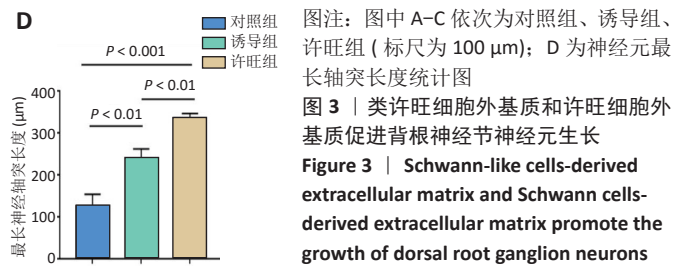 D
对照组
诱导组
许旺组
P < 0.001
P < 0.01
P < 0.01
最长神经轴突长度 (μm)
400
300
200
100
0
图注：图中 A-C 依次为对照组、诱导组、
许旺组 ( 标尺为 100 μm)；D 为神经元最
长轴突长度统计图
图 3 ｜ 类许旺细胞外基质和许旺细胞外
基质促进背根神经节神经元生长
Figure 3 ｜ Schwann-like cells-derived
extracellular matrix and Schwann cells-
derived extracellular matrix promote the
growth of dorsal root ganglion neurons